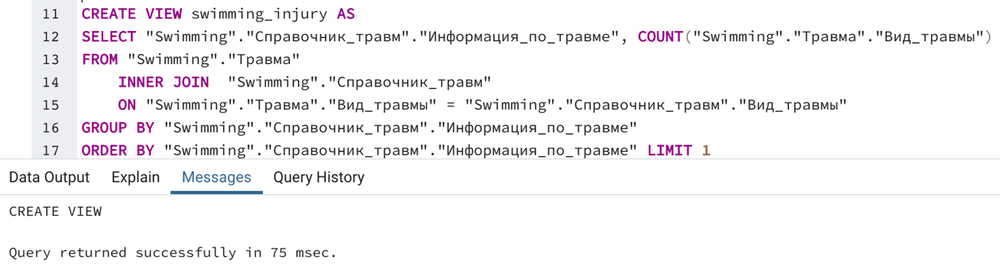 11 CREATE VIEW swimming_injury AS
12 SELECT "Swimming"."Справочник_травм"."Информация_по_травме", COUNT("Swimming"."Травма"."Вид_травмы")
13 FROM "Swimming"."Травма"
14 INNER JOIN "Swimming"."Справочник_травм"
15 ON "Swimming"."Травма"."Вид_травмы" = "Swimming"."Справочник_травм"."Вид_травмы"
16 GROUP BY "Swimming"."Справочник_травм"."Информация_по_травме"
17 ORDER BY "Swimming"."Справочник_травм"."Информация_по_травме" LIMIT 1
Data Output Explain Messages Query History
CREATE VIEW
Query returned successfully in 75 msec.